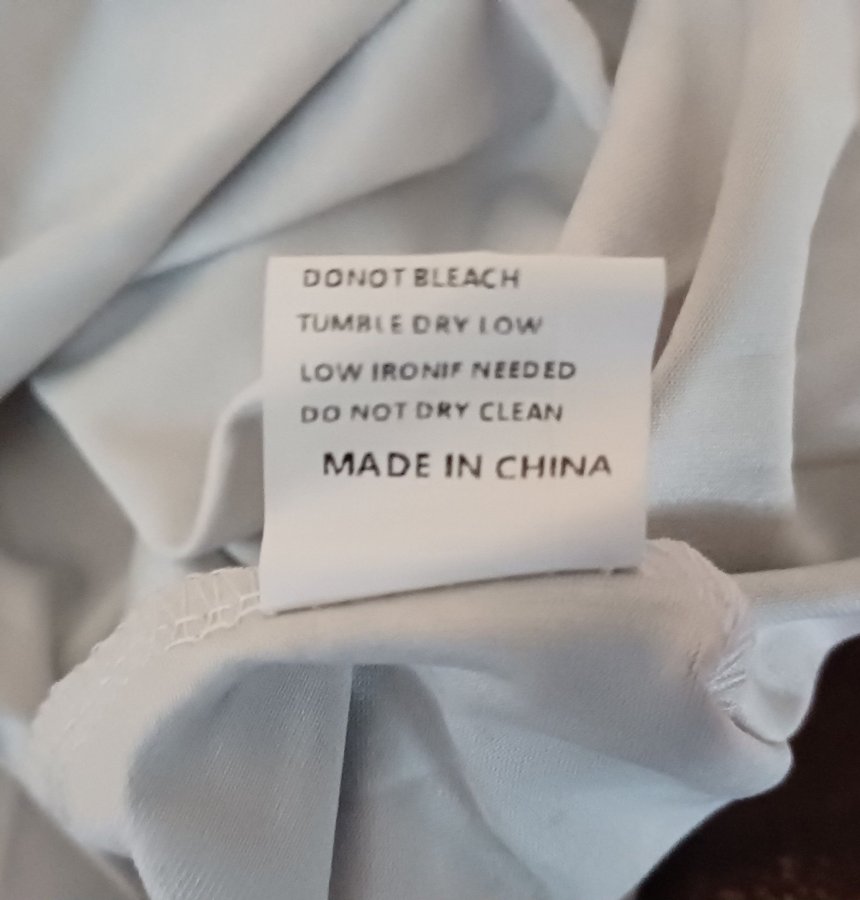 DONOT BLEACH
TUMBLE DRY LOW
LOW IRONIF NEEDED
DO NOT DRY CLEAN
MADE IN CHINA